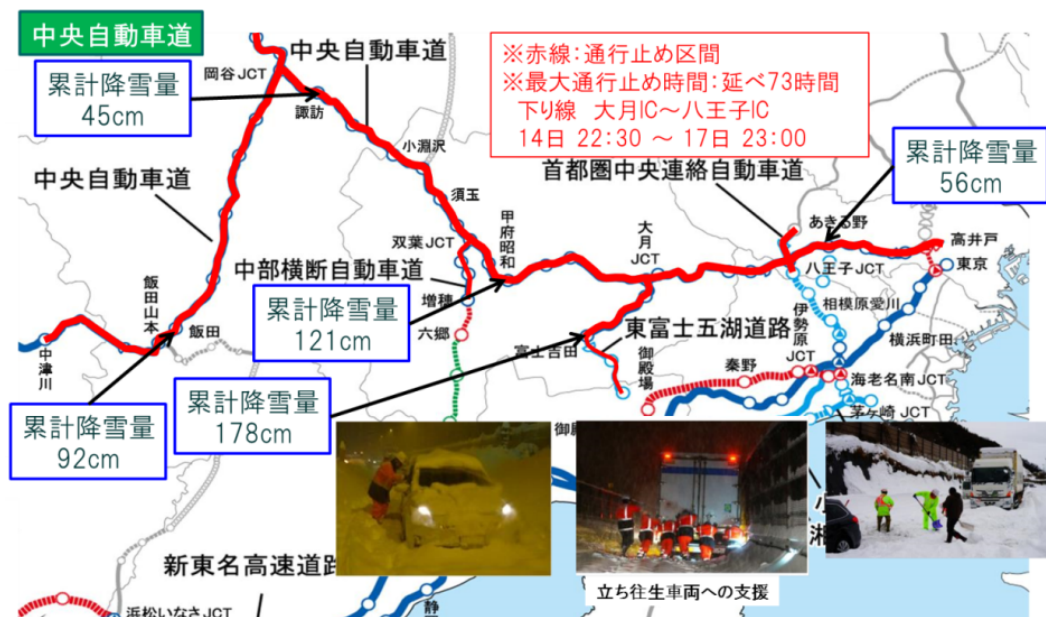 中央自動車道
累計降雪量
45cm
岡谷JCT
中央自動車道
諏訪
小淵沢
須玉
※赤線：通行止め区間
※最大通行止め時間：延べ73時間
下り線 大月IC～八王子IC
14日 22:30 ～ 17日 23:00
首都圏中央連絡自動車道
累計降雪量
56cm
あきる野
高井戸
東京
八王子JCT
相模原愛川
中央自動車道
双葉JCT
甲府昭和
大月JCT
中部横断自動車道
増穂
六郷
累計降雪量
121cm
飯田山本
飯田
中津川
富士吉田
東富士五湖道路
御殿場
秦野
伊勢原JCT
横浜町田
海老名南JCT
茅ヶ崎JCT
累計降雪量
92cm
累計降雪量
178cm
御殿
小
湘
新東名高速道路
浜松いなさJCT
静
立ち往生車両への支援